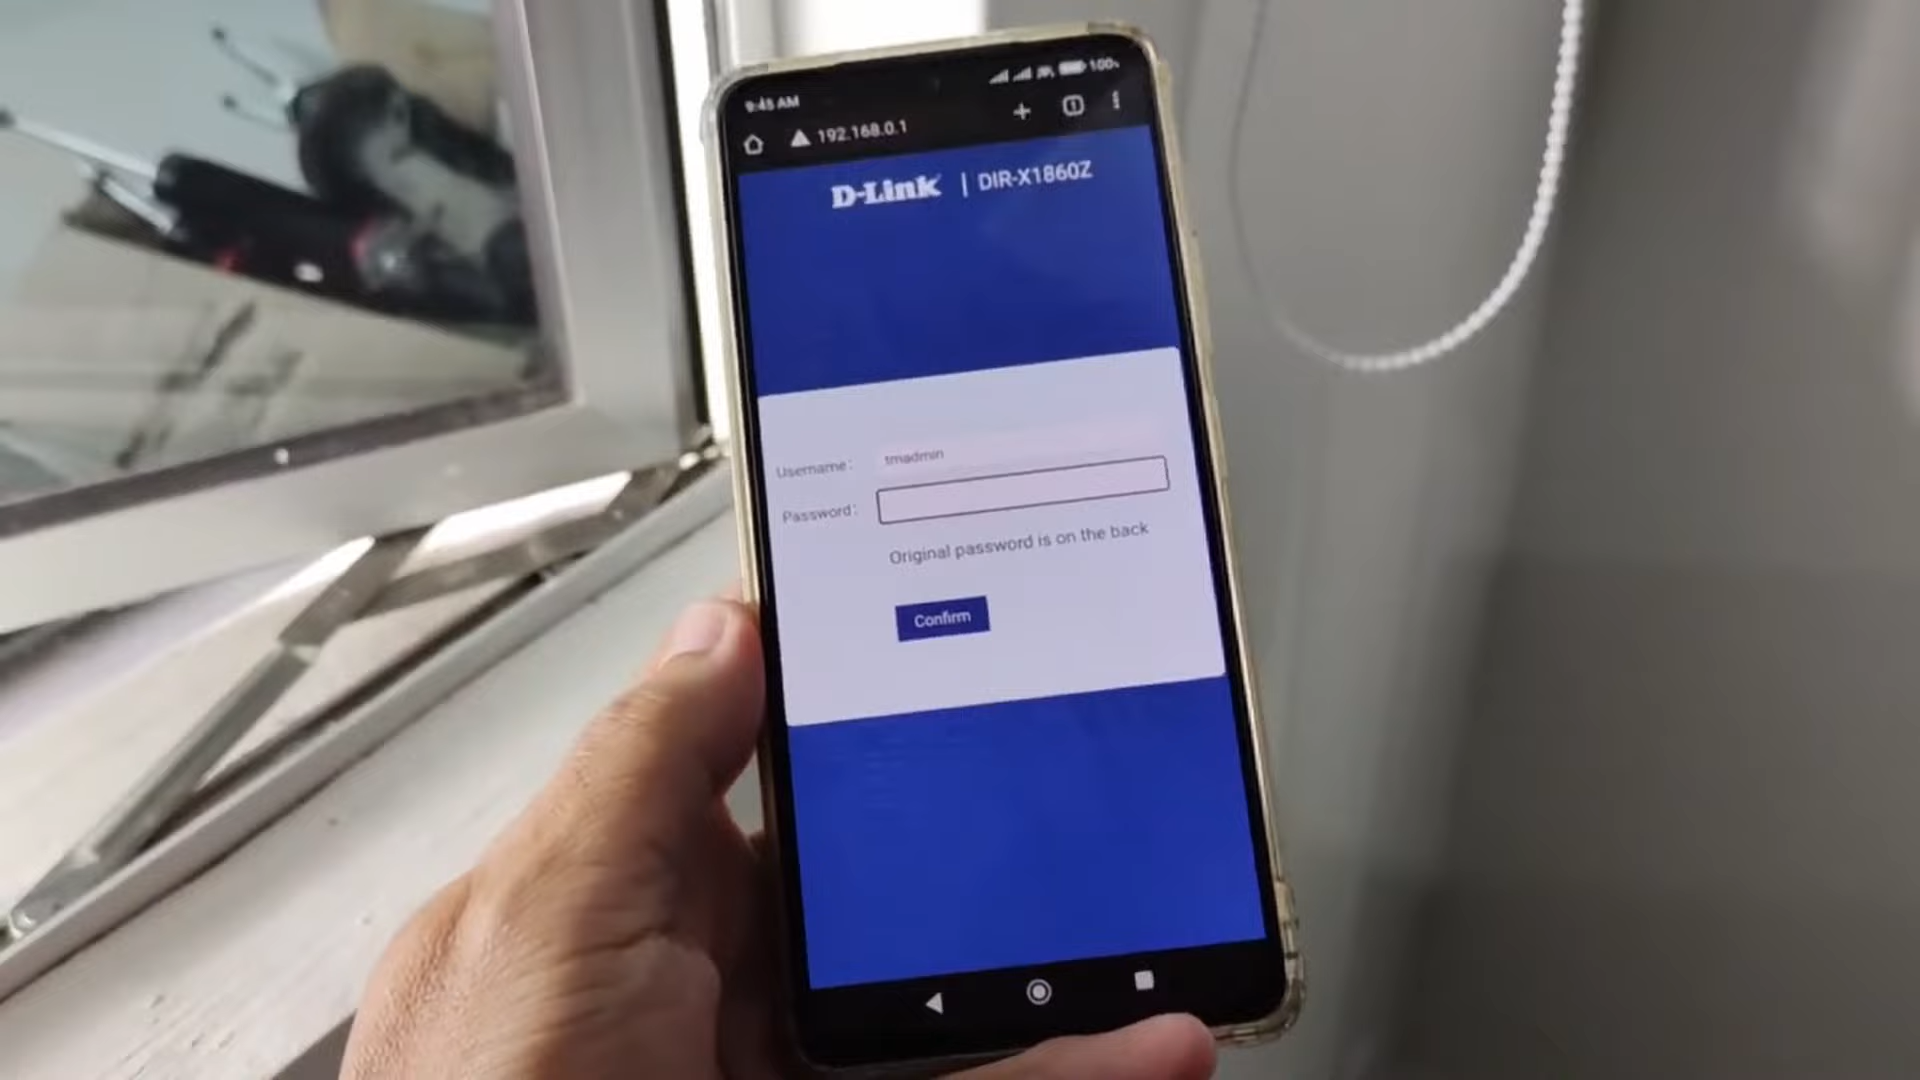 9:45 AM 100%
192.168.0.1
D-Link | DIR-X1860Z
Username: tmadmin
Password:
Original password is on the back
Confirm